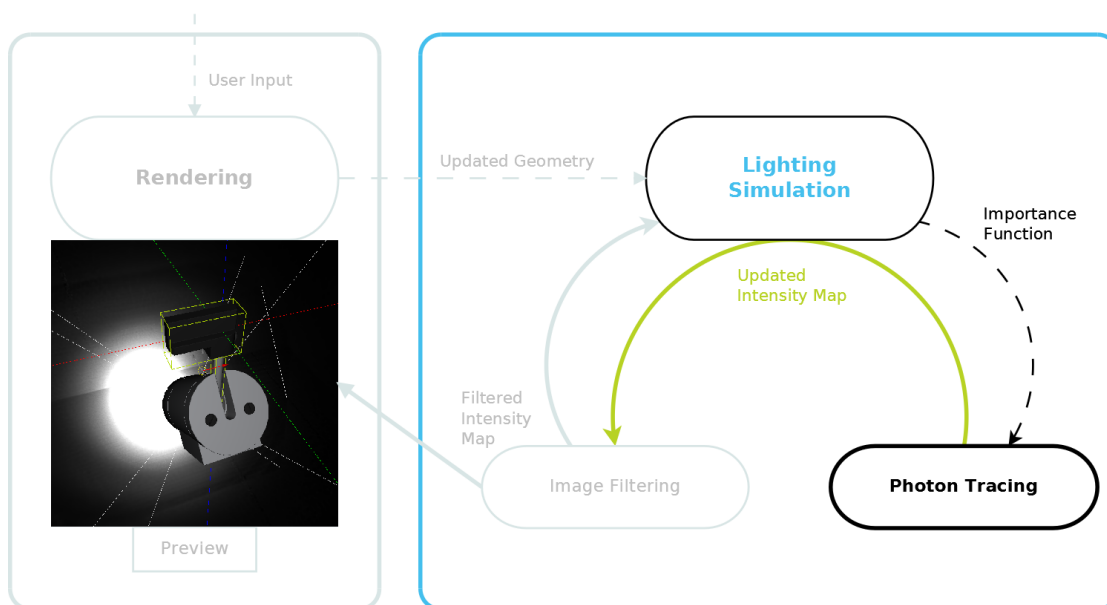 User Input
Rendering
Updated Geometry
Lighting
Simulation
Importance
Function
Updated
Intensity Map
Filtered
Intensity
Map
Image Filtering
Photon Tracing
Preview